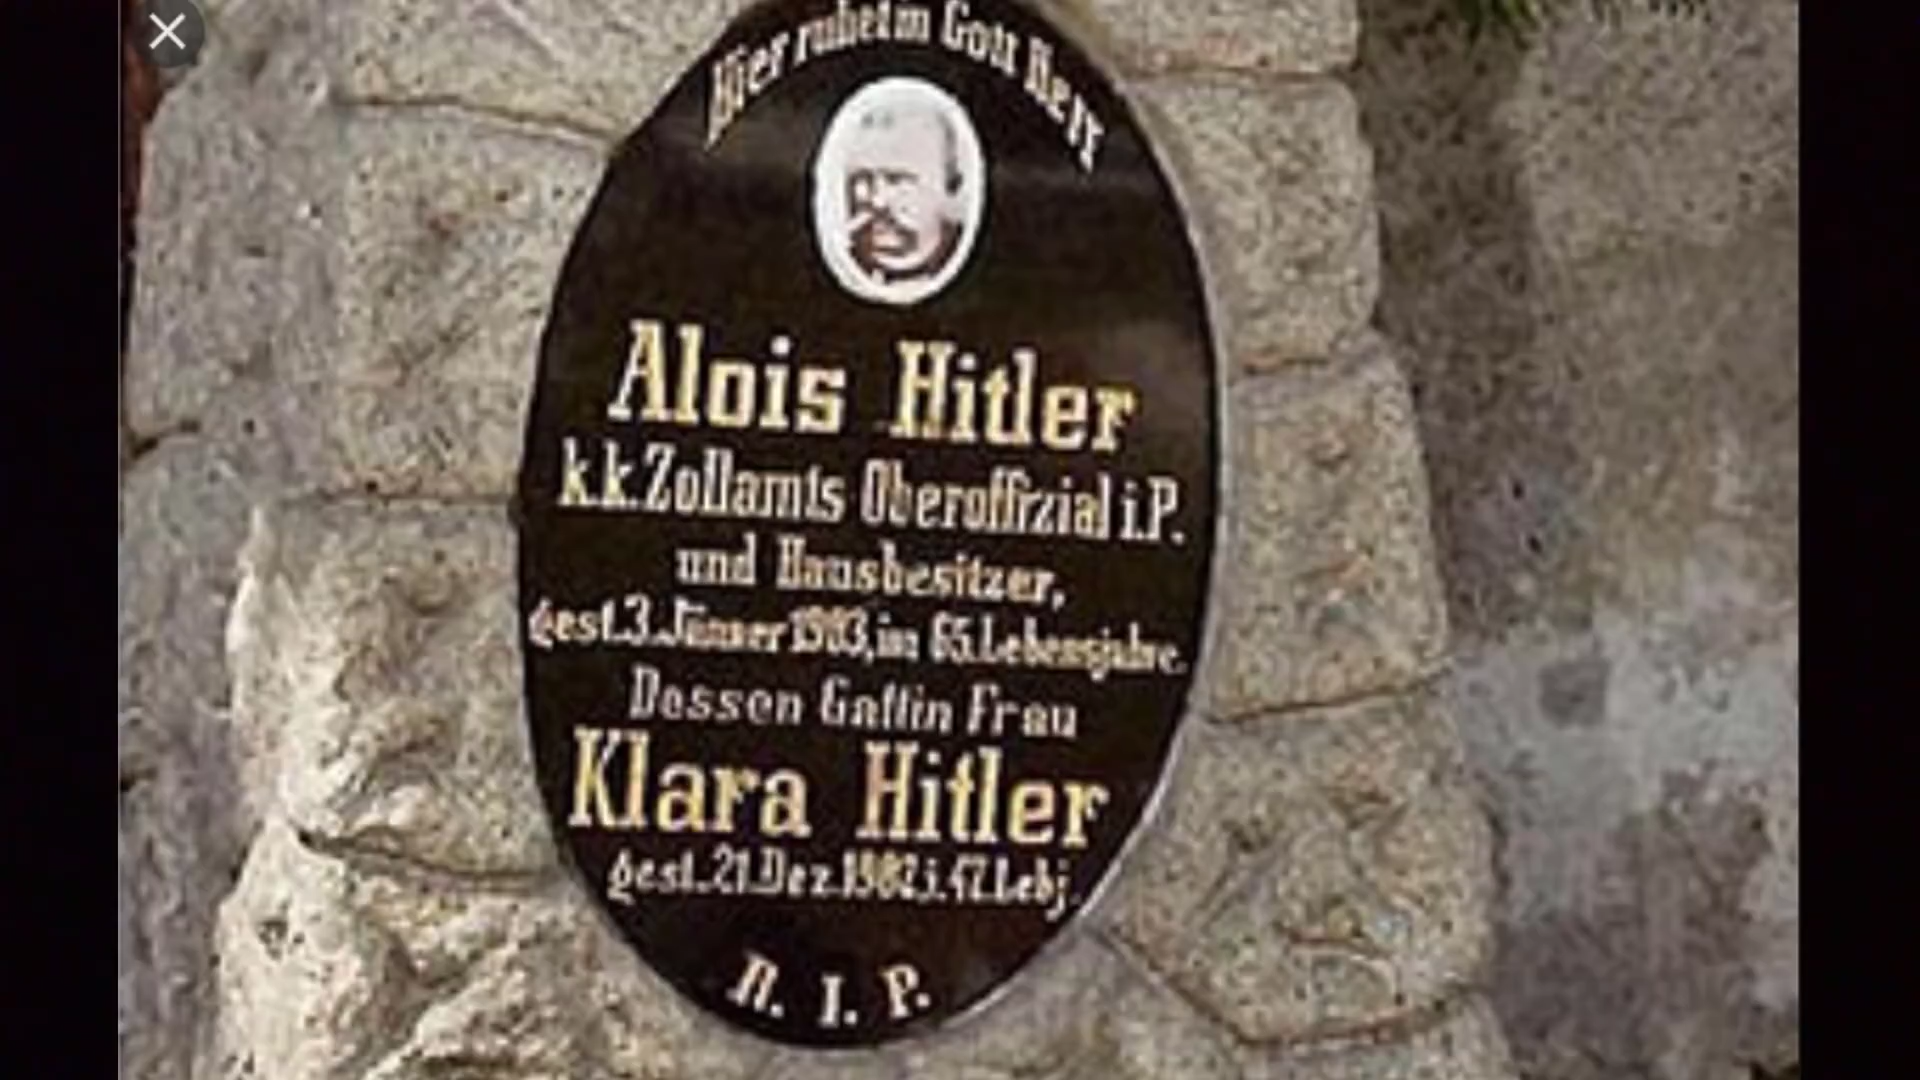 Hier ruhet in Gott Herr
Alois Hitler
k.k.Zollamts Oberoffizial i.P.
und Hausbesitzer,
gest.3.Jänner 1903,im 65.Lebensjahre.
Dessen Gattin Frau
Klara Hitler
gest.21.Dez.1907.i.47.Lebj.
R. I. P.